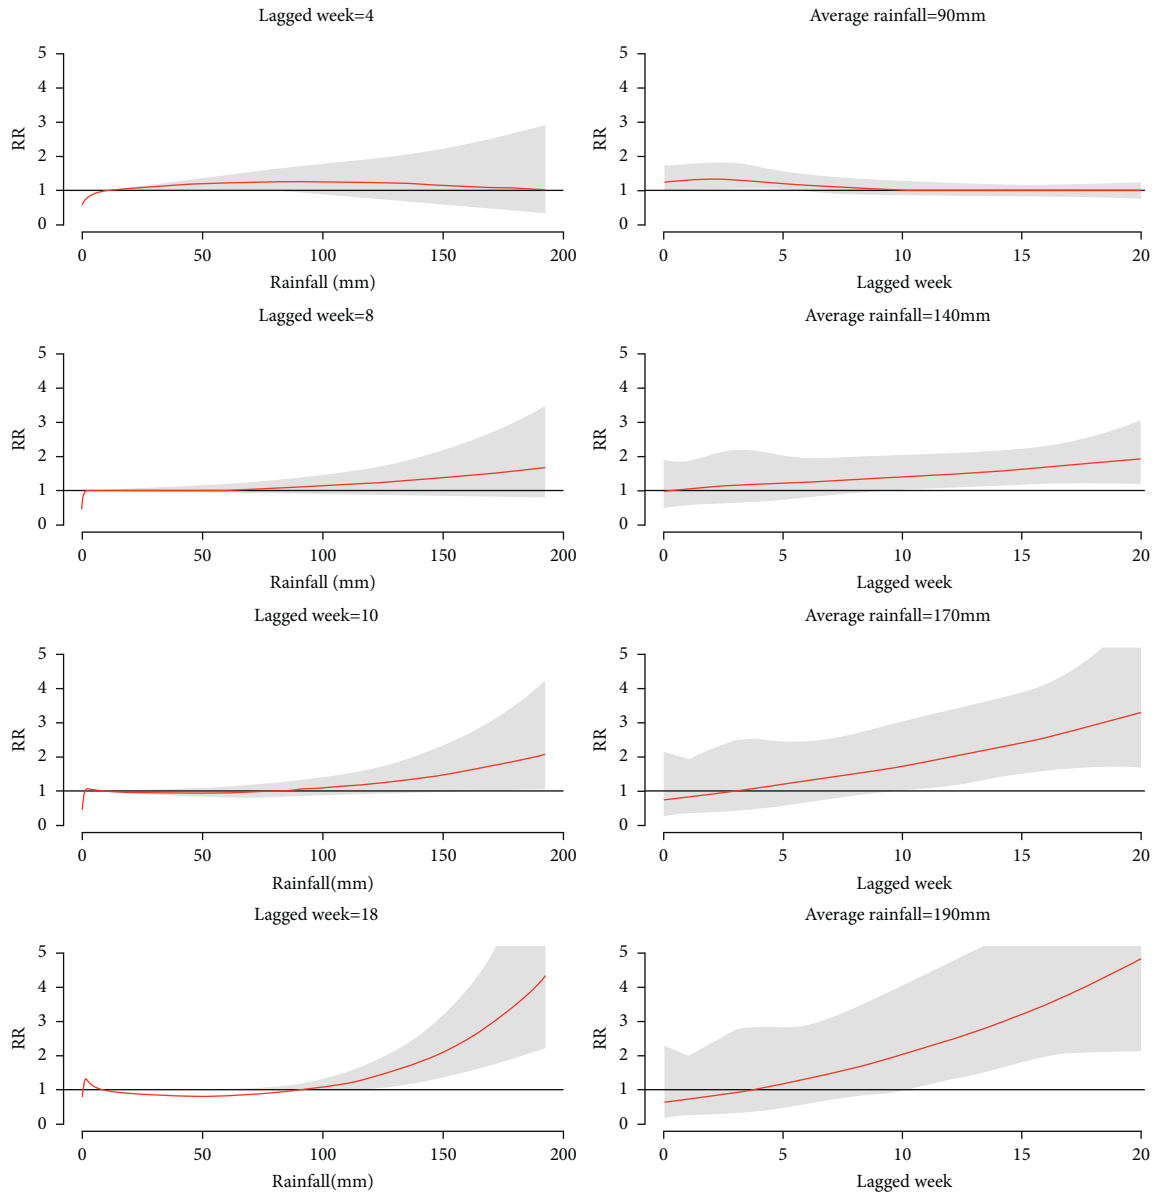 Lagged week=4
RR
5
4
3
2
1
0
0 50 100 150 200
Rainfall (mm)
Average rainfall=90mm
RR
5
4
3
2
1
0
0 5 10 15 20
Lagged week
Lagged week=8
RR
5
4
3
2
1
0
0 50 100 150 200
Rainfall (mm)
Average rainfall=140mm
RR
5
4
3
2
1
0
0 5 10 15 20
Lagged week
Lagged week=10
RR
5
4
3
2
1
0
0 50 100 150 200
Rainfall(mm)
Average rainfall=170mm
RR
5
4
3
2
1
0
0 5 10 15 20
Lagged week
Lagged week=18
RR
5
4
3
2
1
0
0 50 100 150 200
Rainfall(mm)
Average rainfall=190mm
RR
5
4
3
2
1
0
0 5 10 15 20
Lagged week